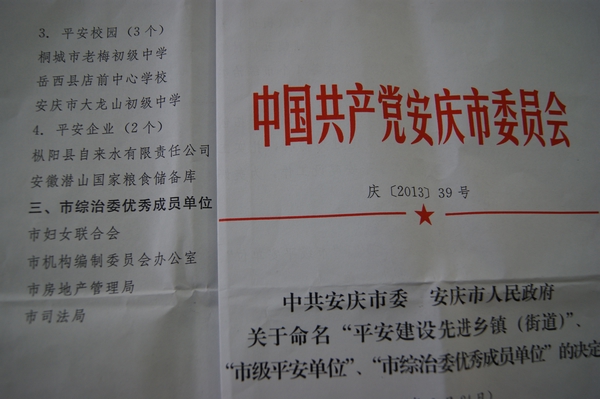 3. 平安校园（3个）
桐城市老梅初级中学
岳西县店前中心学校
安庆市大龙山初级中学
4. 平安企业（2个）
枞阳县自来水有限责任公司
安徽潜山国家粮食储备库
三、市综治委优秀成员单位
市妇女联合会
市机构编制委员会办公室
市房地产管理局
市司法局
中国共产党安庆市委员会
庆〔2013〕39号
中共安庆市委 安庆市人民政府
关于命名“平安建设先进乡镇（街道）”、
“市级平安单位”、“市综治委优秀成员单位”的决定